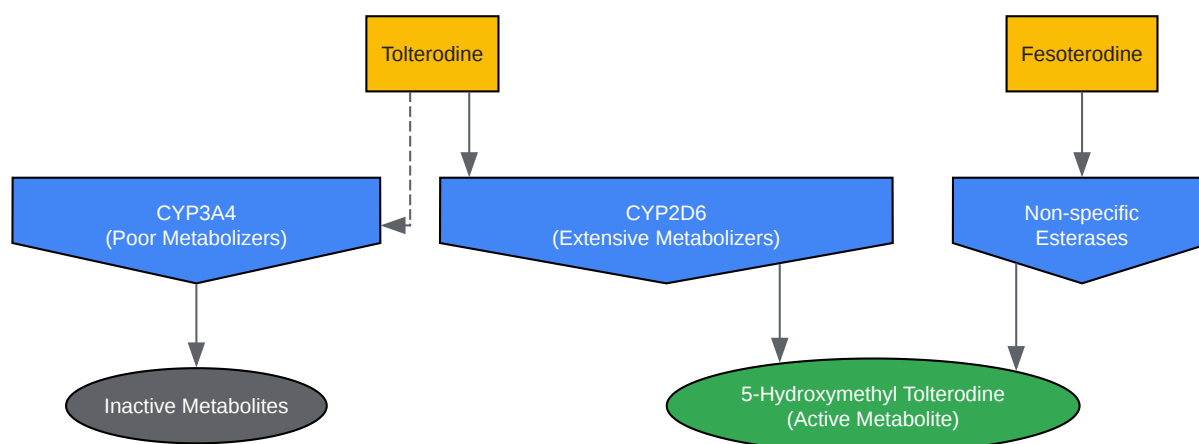 Tolterodine
Fesoterodine
CYP3A4
(Poor Metabolizers)
CYP2D6
(Extensive Metabolizers)
Non-specific
Esterases
Inactive Metabolites
5-Hydroxymethyl Tolterodine
(Active Metabolite)